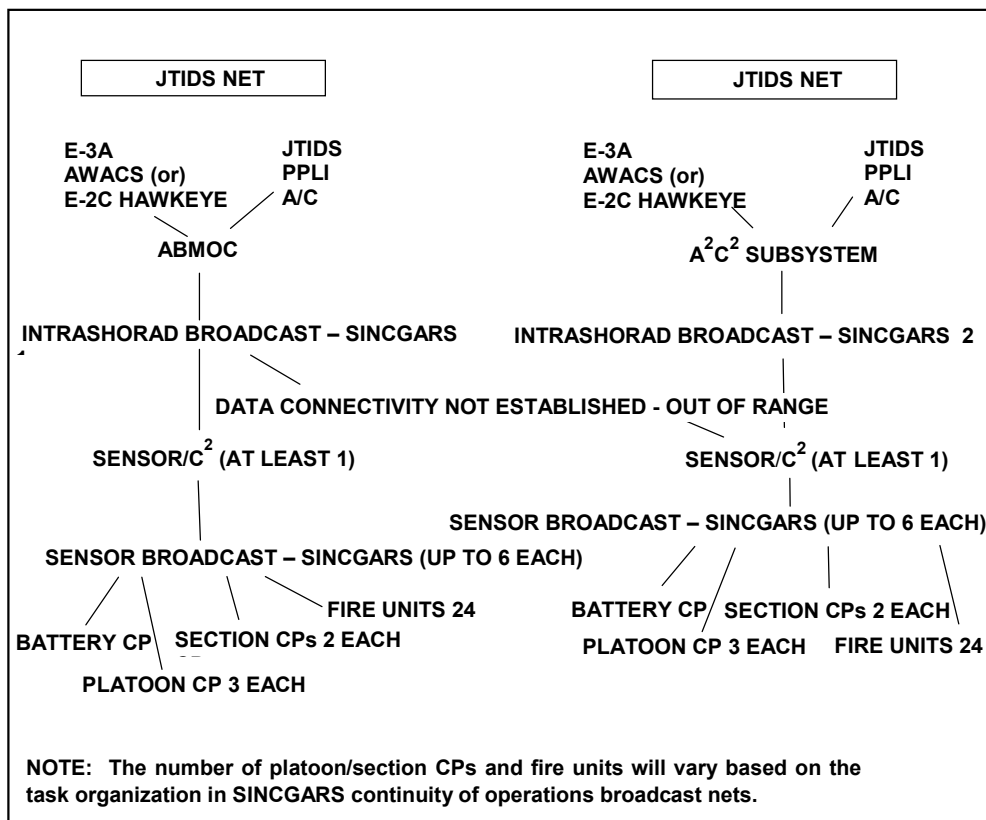 JTIDS NET
E-3A
AWACS (or)
E-2C HAWKEYE
JTIDS
PPLI
A/C
ABMOC
INTRASHORAD BROADCAST – SINCGARS
DATA CONNECTIVITY NOT ESTABLISHED - OUT OF RANGE
SENSOR/C² (AT LEAST 1)
SENSOR BROADCAST – SINCGARS (UP TO 6 EACH)
BATTERY CP
PLATOON CP 3 EACH
SECTION CPs 2 EACH
FIRE UNITS 24
JTIDS NET
E-3A
AWACS (or)
E-2C HAWKEYE
JTIDS
PPLI
A/C
A²C² SUBSYSTEM
INTRASHORAD BROADCAST – SINCGARS 2
SENSOR/C² (AT LEAST 1)
SENSOR BROADCAST – SINCGARS (UP TO 6 EACH)
BATTERY CP
PLATOON CP 3 EACH
SECTION CPs 2 EACH
FIRE UNITS 24
NOTE: The number of platoon/section CPs and fire units will vary based on the
task organization in SINCGARS continuity of operations broadcast nets.